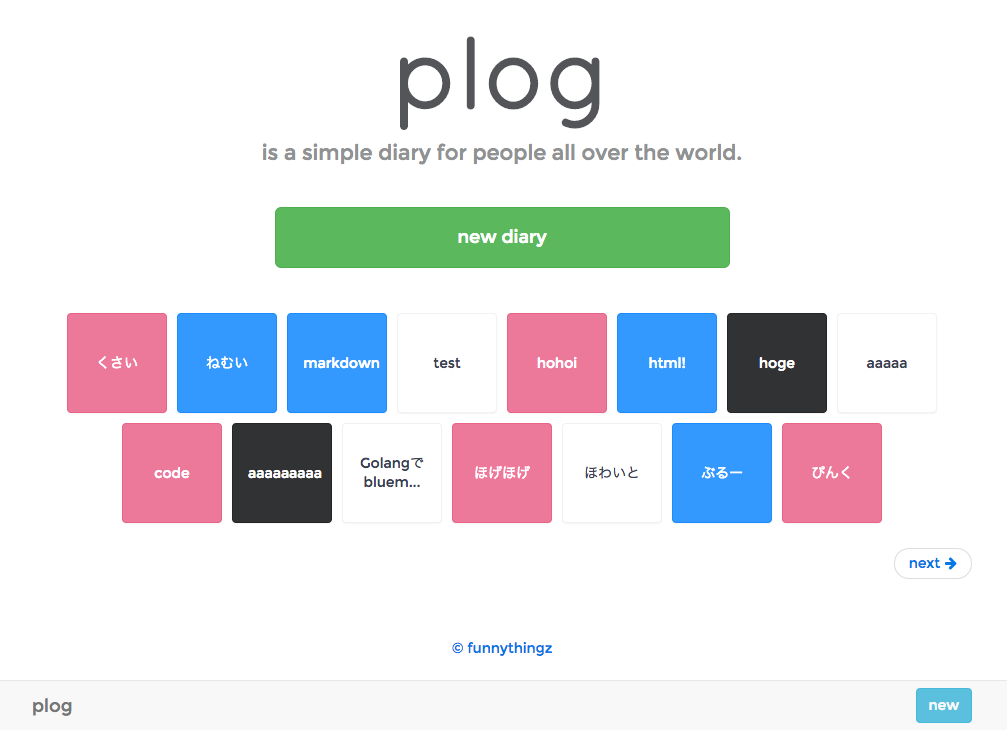 plog
is a simple diary for people all over the world.
new diary
くさい
ねむい
markdown
test
hohoi
html!
hoge
aaaaa
code
aaaaaaaaa
Golangで
bluem...
ほげほげ
ほわいと
ぶるー
ぴんく
next
© funnythingz
plog
new